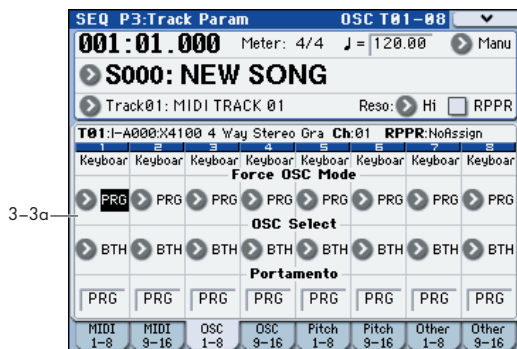 SEQ P3:Track Param OSC T01-08
001:01.000 Meter: 4/4 ♩= 120.00 Manu
S000: NEW SONG
Track01: MIDI TRACK 01 Reso: Hi RPPR
T01:I-A000:X4100 4 Way Stereo Gra Ch:01 RPPR:NoAssign
1 2 3 4 5 6 7 8
Keyboar Keyboar Keyboar Keyboar Keyboar Keyboar Keyboar Keyboar
Force OSC Mode
3-3a
PRG PRG PRG PRG PRG PRG PRG PRG
OSC Select
BTH BTH BTH BTH BTH BTH BTH BTH
Portamento
PRG PRG PRG PRG PRG PRG PRG PRG
MIDI 1-8 MIDI 9-16 OSC 1-8 OSC 9-16 Pitch 1-8 Pitch 9-16 Other 1-8 Other 9-16